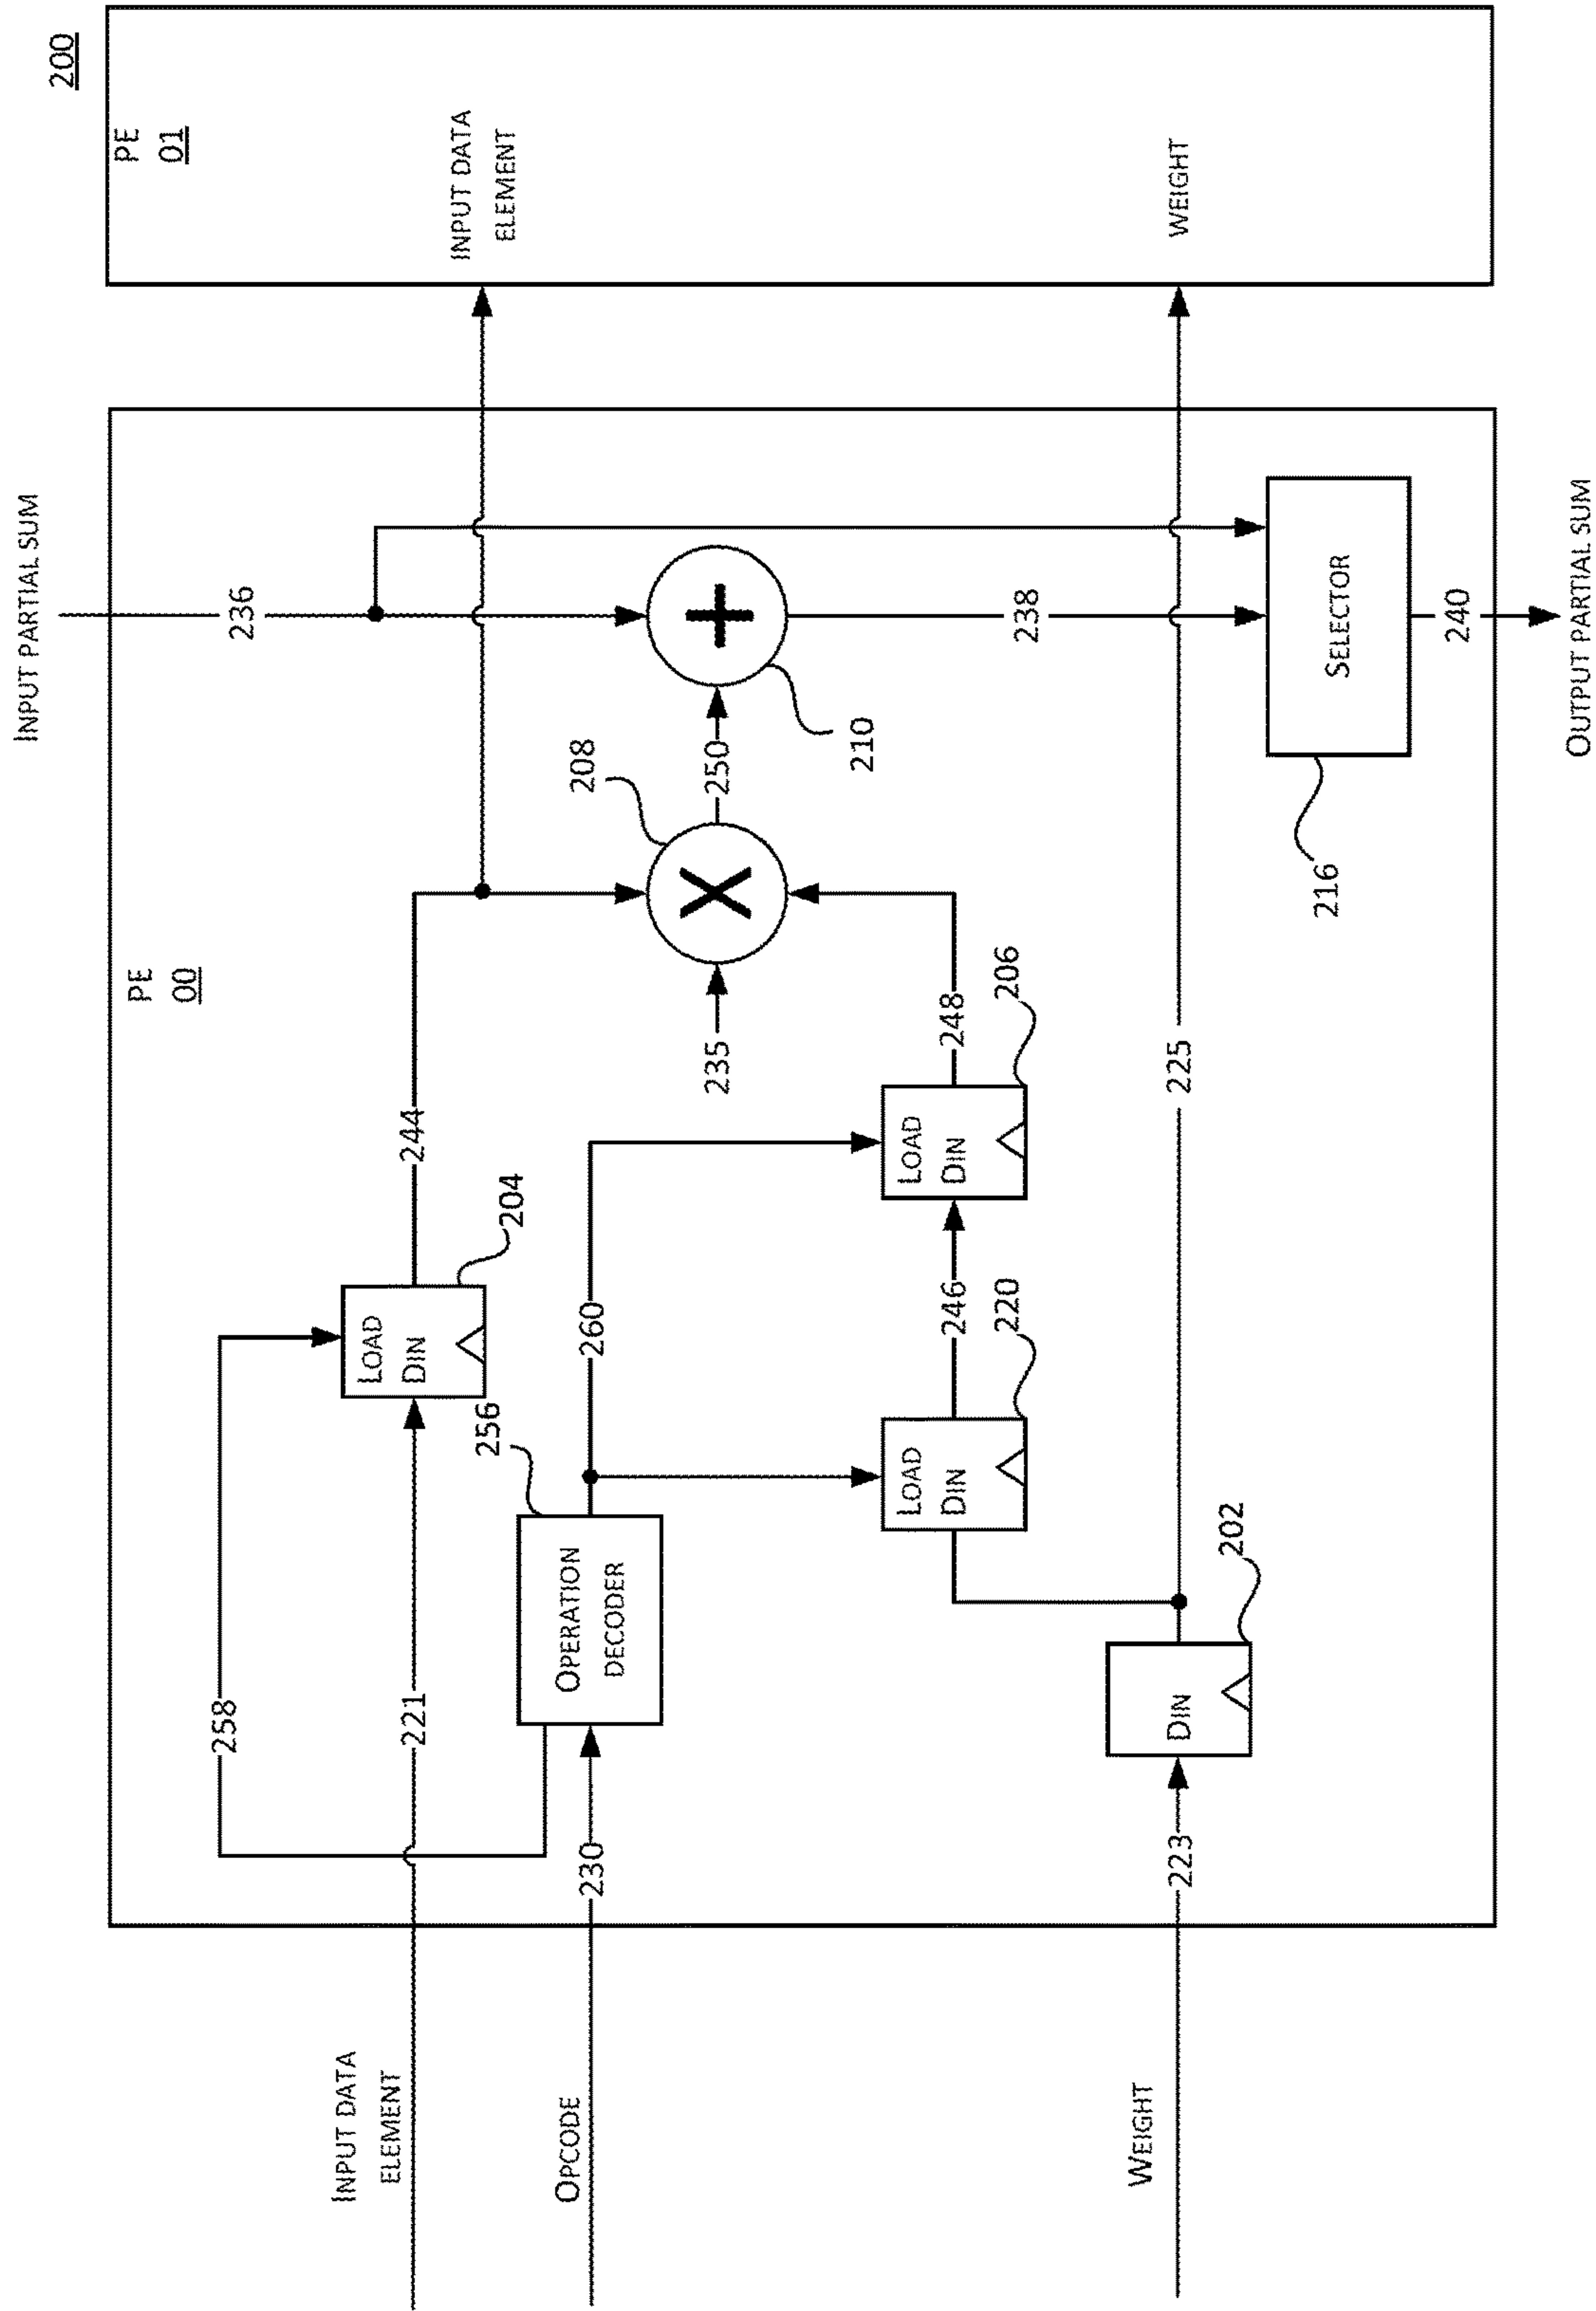 200
INPUT PARTIAL SUM
236
PE
00
PE
01
258
INPUT DATA
ELEMENT
221
LOAD
DIN
204
244
INPUT DATA
ELEMENT
OPCODE
230
OPERATION
DECODER
256
260
235
X
208
250
+
210
LOAD
DIN
220
246
LOAD
DIN
206
248
238
WEIGHT
223
DIN
202
225
WEIGHT
216
SELECTOR
240
OUTPUT PARTIAL SUM